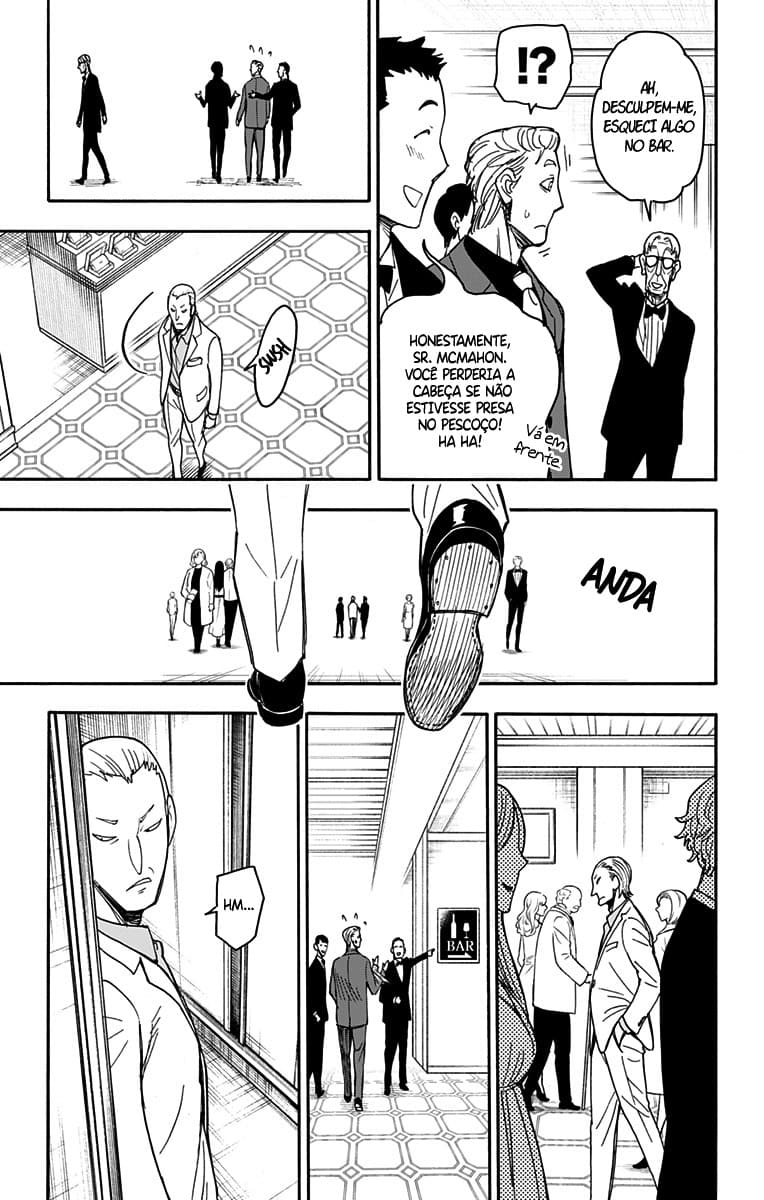 AH,
DESCULPEM-ME,
ESQUECI ALGO
NO BAR.
!?
HONESTAMENTE,
SR. MCMAHON.
VOCÊ PERDERIA A
CABEÇA SE NÃO
ESTIVESSE PRESA
NO PESCOÇO!
HA HA!
Vá em
frente
SWSH
ANDA
BAR
HM...